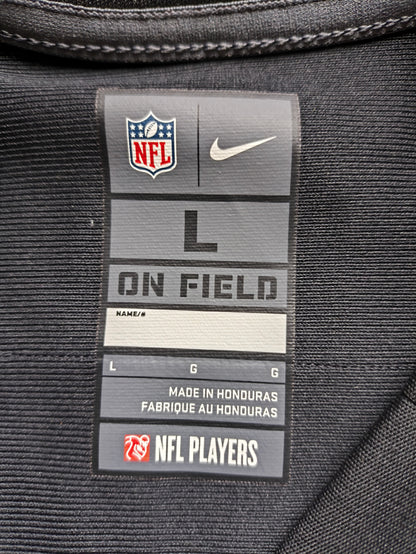 NFL
L
ON FIELD
NAME/#
L G G
MADE IN HONDURAS
FABRIQUE AU HONDURAS
NFL PLAYERS